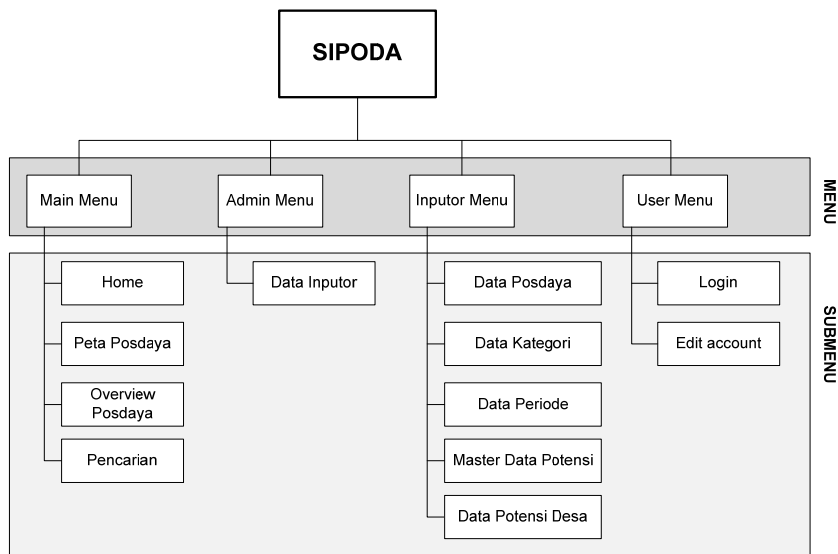 SIPODA
Main Menu
Admin Menu
Inputor Menu
User Menu
MENU
Home
Peta Posdaya
Overview
Posdaya
Pencarian
Data Inputor
Data Posdaya
Data Kategori
Data Periode
Master Data Potensi
Data Potensi Desa
Login
Edit account
SUBMENU